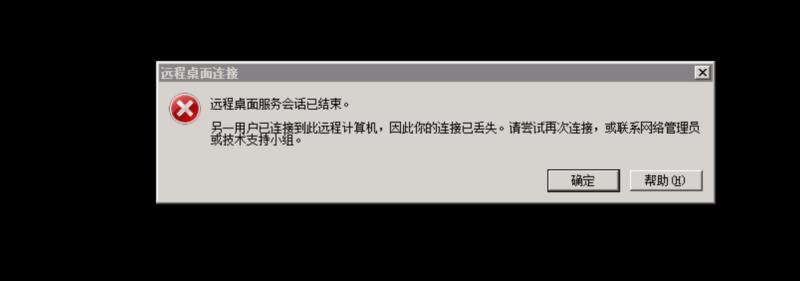 远程桌面连接
远程桌面服务会话已结束。
另一用户已连接到此远程计算机，因此你的连接已丢失。请尝试再次连接，或联系网络管理员
或技术支持小组。
确定
帮助(H)